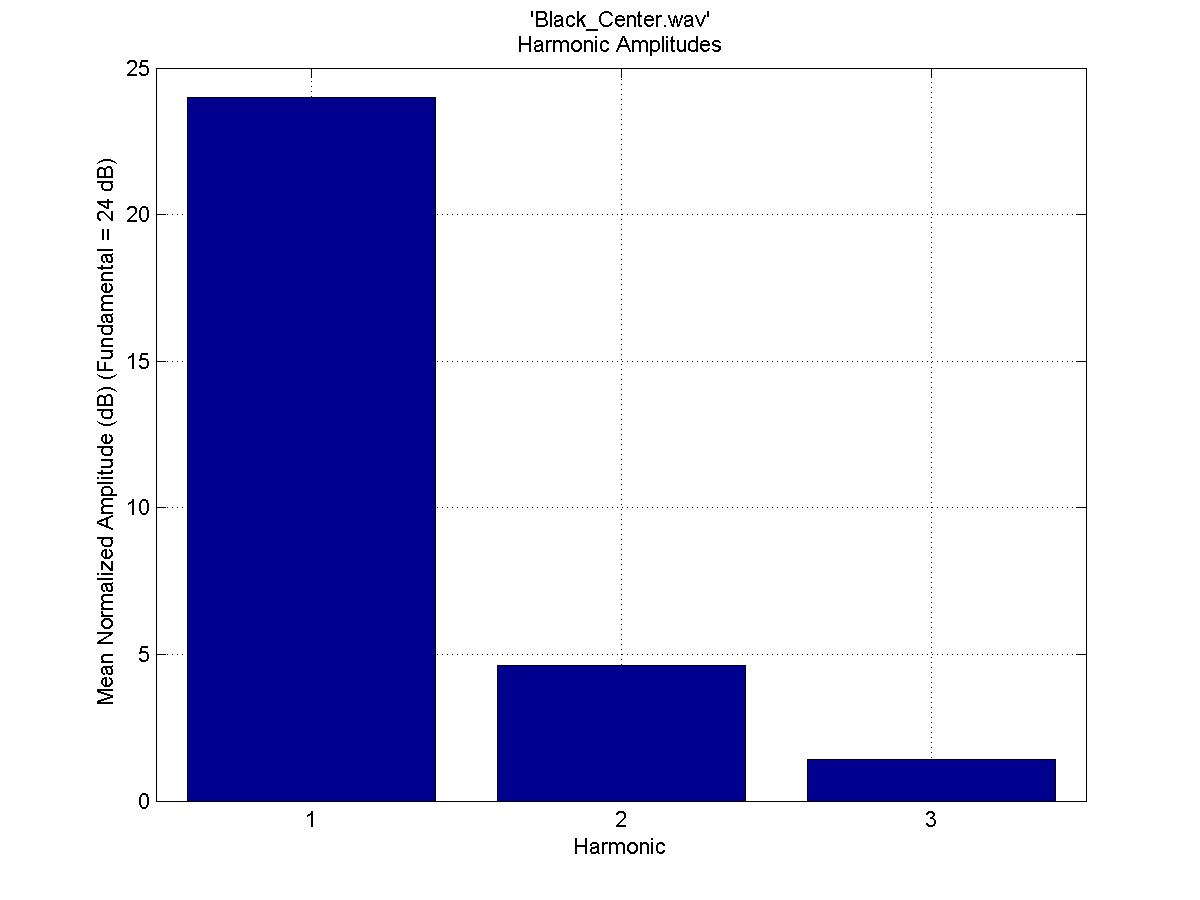 'Black_Center.wav'
Harmonic Amplitudes
Mean Normalized Amplitude (dB) (Fundamental = 24 dB)
25
20
15
10
5
0
1 2 3
Harmonic